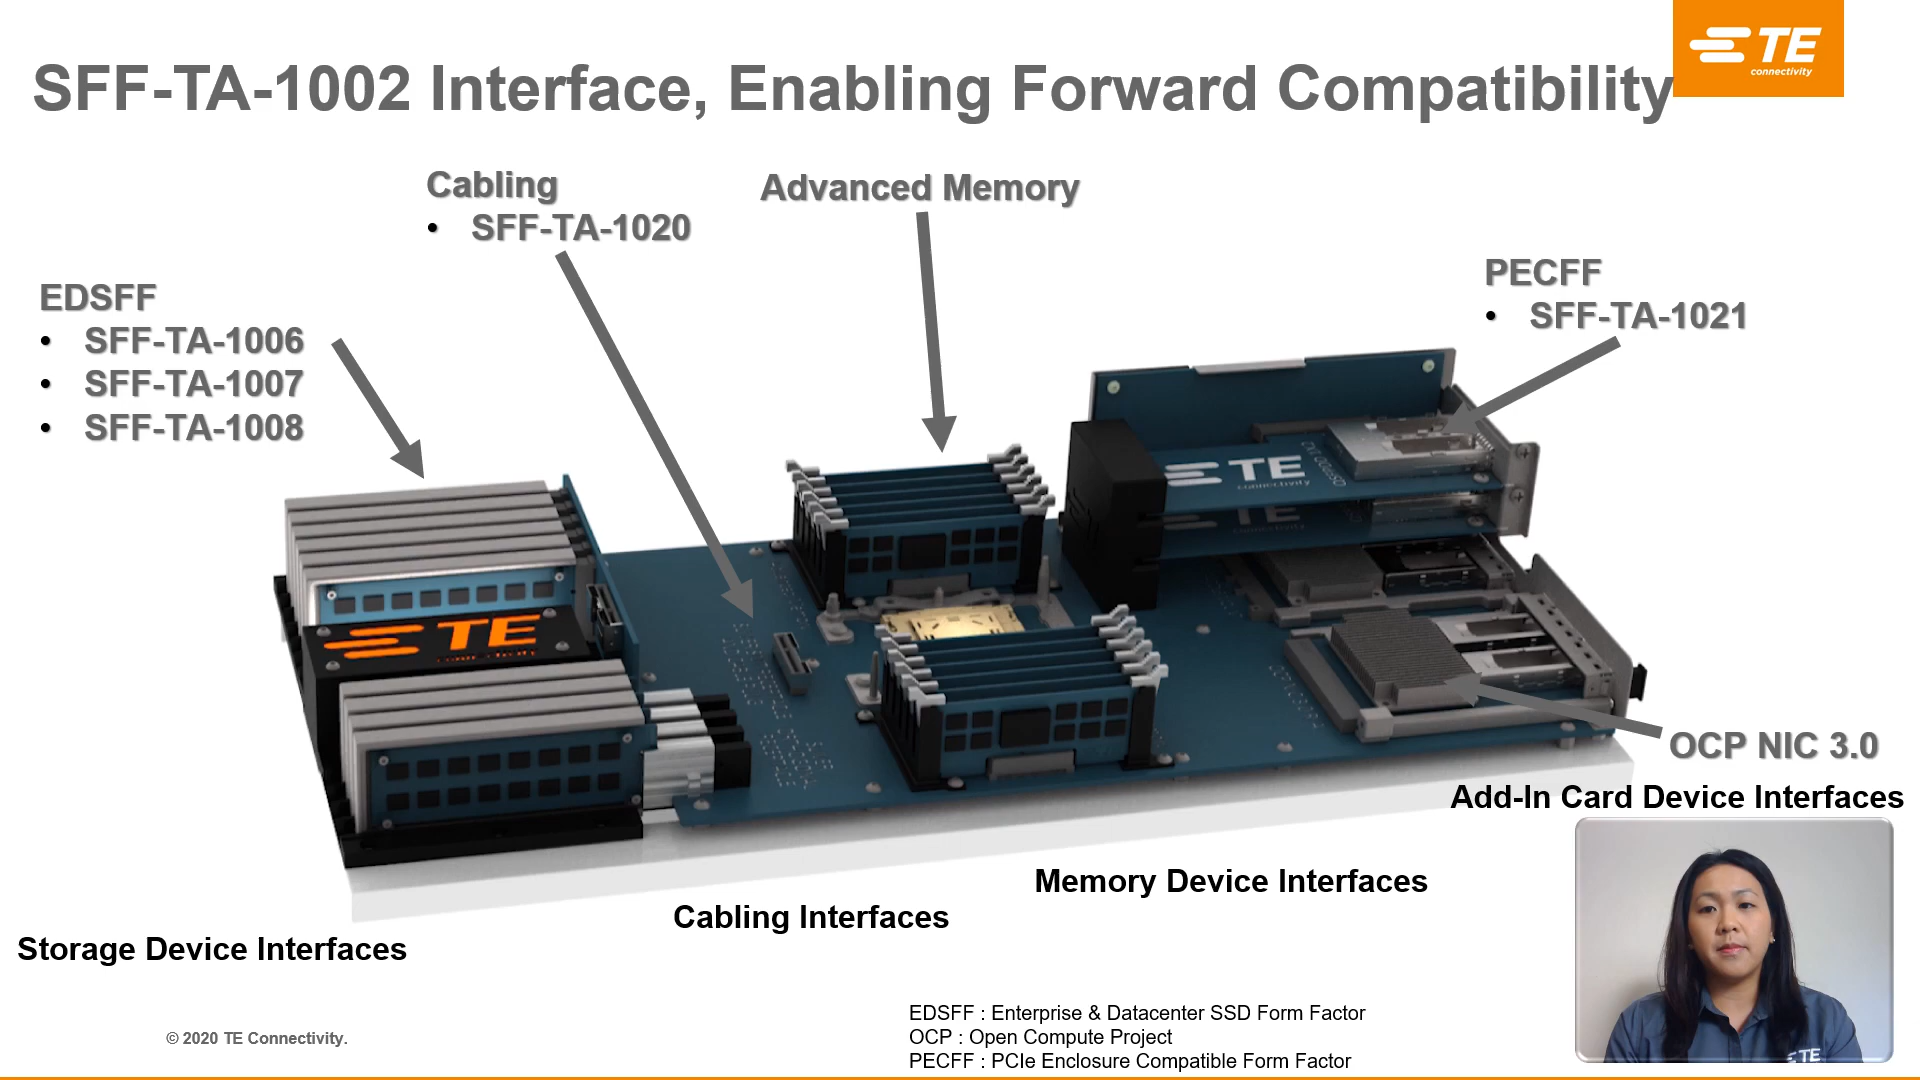 SFF-TA-1002 Interface, Enabling Forward Compatibility
TE
connectivity
Cabling
• SFF-TA-1020
Advanced Memory
PECFF
• SFF-TA-1021
EDSFF
• SFF-TA-1006
• SFF-TA-1007
• SFF-TA-1008
TE
connectivity
TE
TE
connectivity
OCP NIC 3.0
Add-In Card Device Interfaces
Memory Device Interfaces
Cabling Interfaces
Storage Device Interfaces
EDSFF : Enterprise & Datacenter SSD Form Factor
OCP : Open Compute Project
PECFF : PCIe Enclosure Compatible Form Factor
© 2020 TE Connectivity.
TE